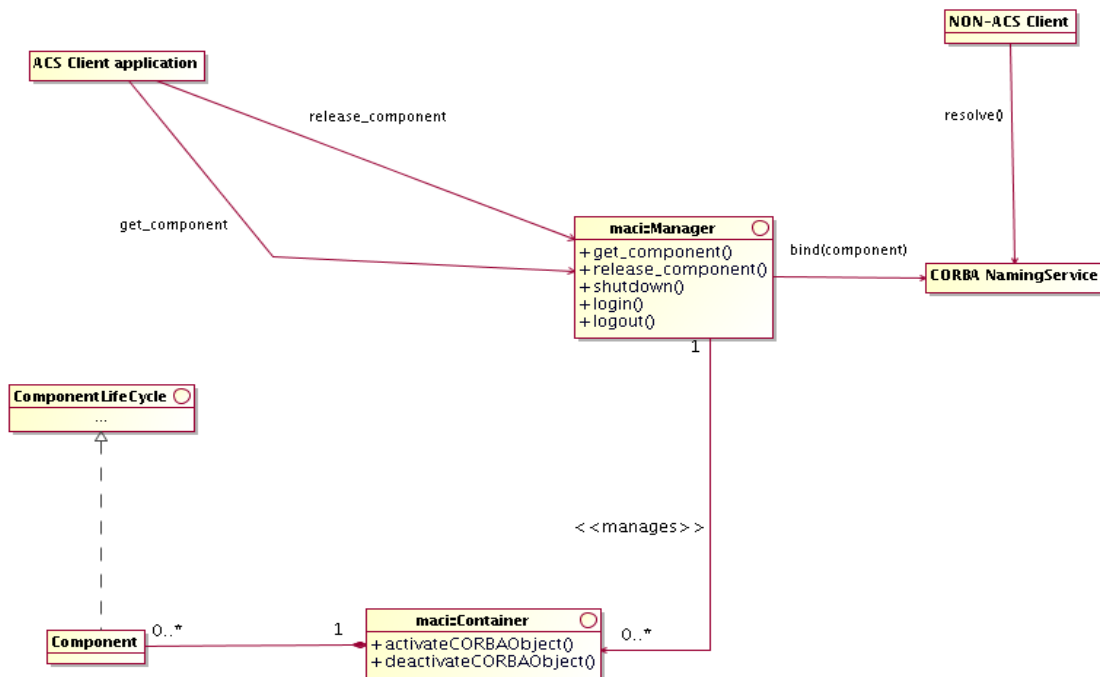 NON-ACS Client
ACS Client application
release_component
resolve()
get_component
maci::Manager
+get_component()
+release_component()
+shutdown()
+login()
+logout()
bind(component)
CORBA NamingService
1
ComponentLifeCycle
...
<<manages>>
Component
0..*
1
maci::Container
+activateCORBAObject()
+deactivateCORBAObject()
0..*